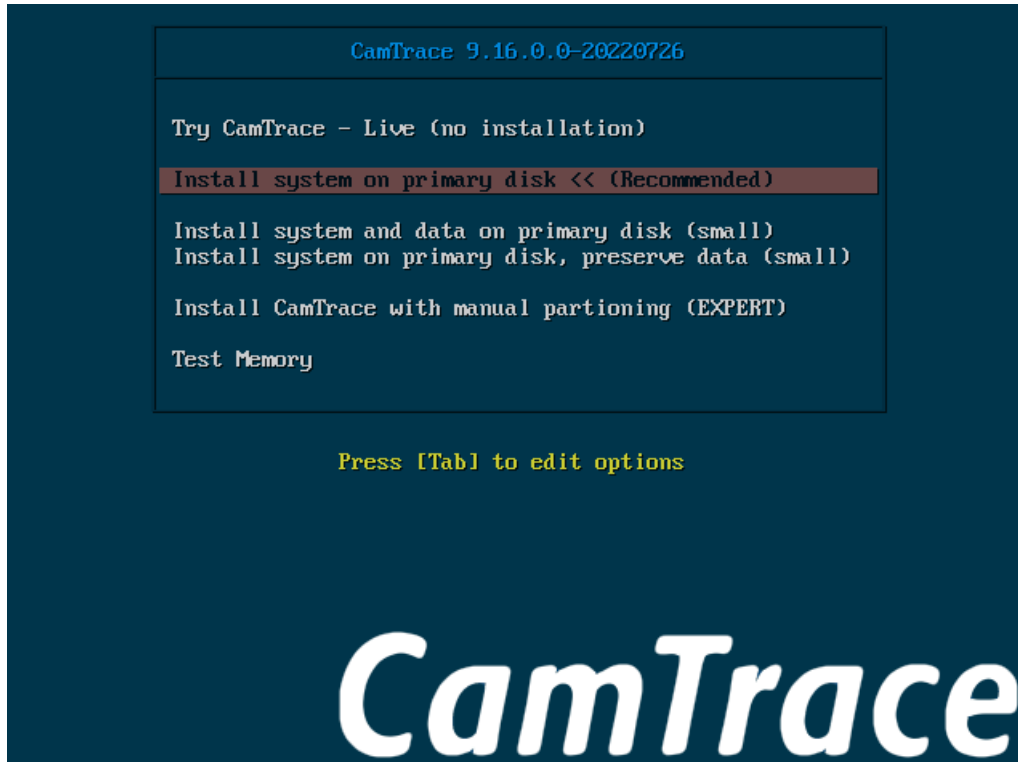 CamTrace 9.16.0.0-20220726
Try CamTrace - Live (no installation)
Install system on primary disk << (Recommended)
Install system and data on primary disk (small)
Install system on primary disk, preserve data (small)
Install CamTrace with manual partioning (EXPERT)
Test Memory
Press [Tab] to edit options
CamTrace